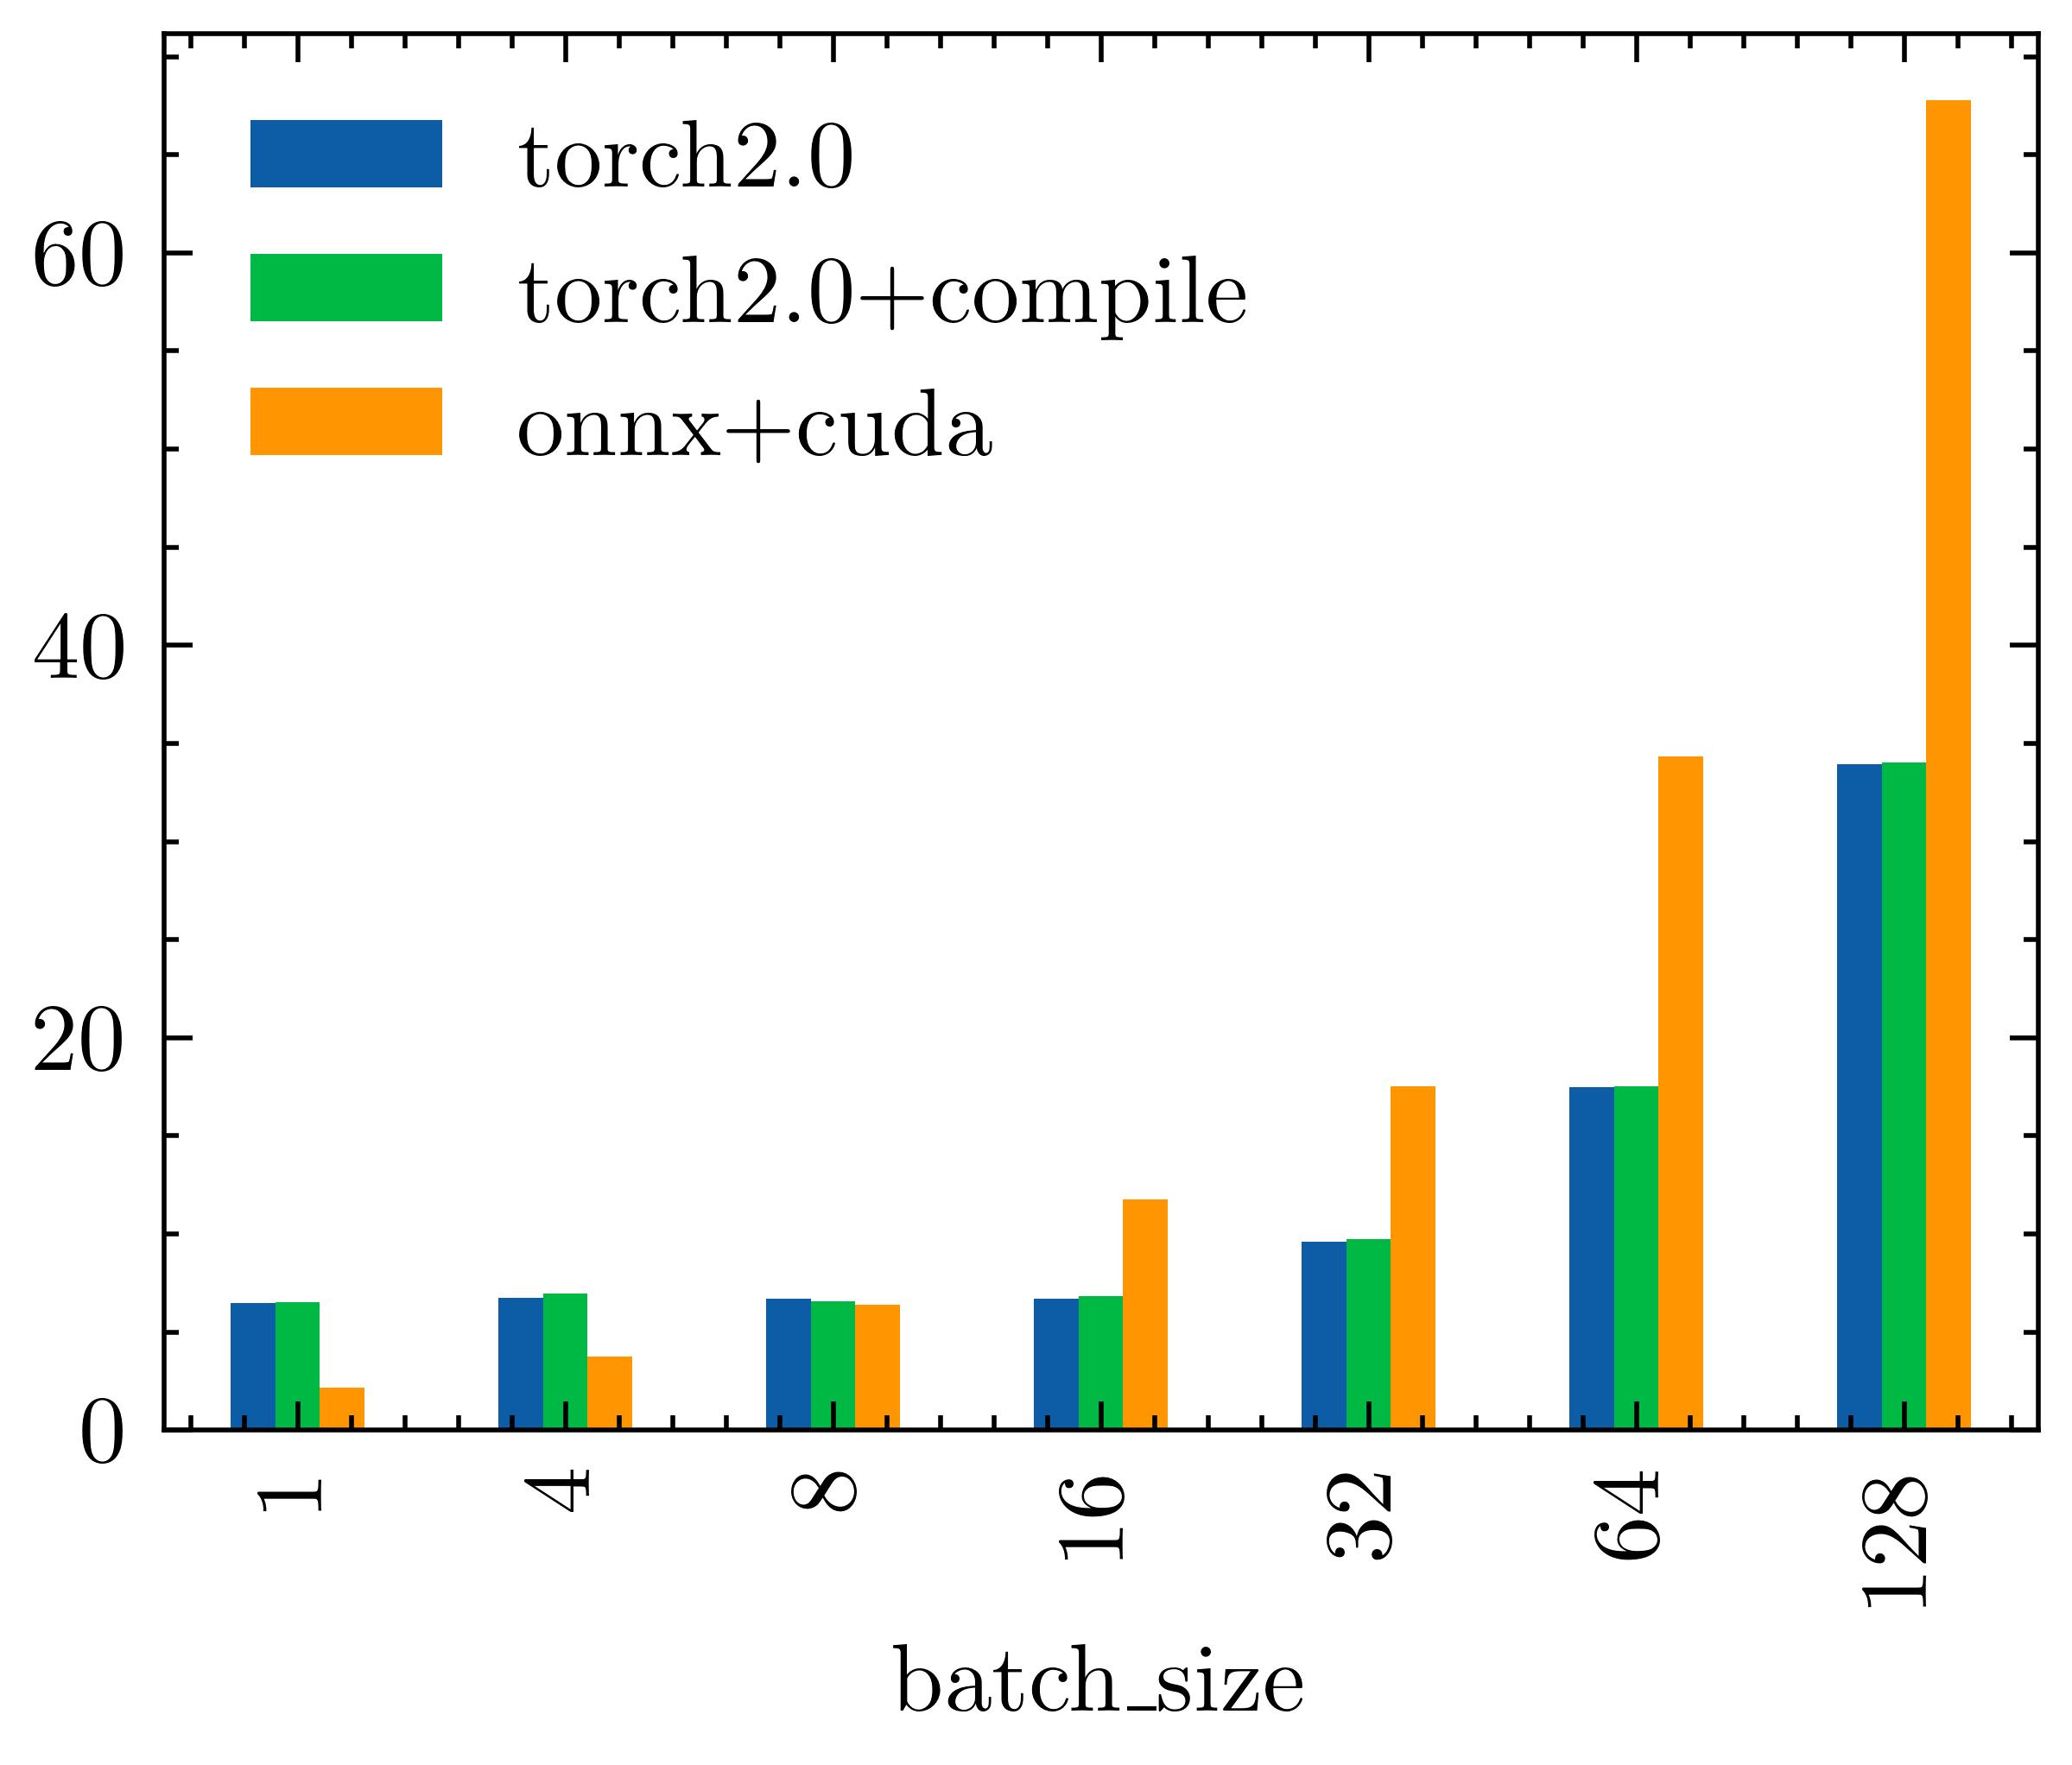 torch2.0
torch2.0+compile
onnx+cuda
60
40
20
0
1 4 8 16 32 64 128
batch_size